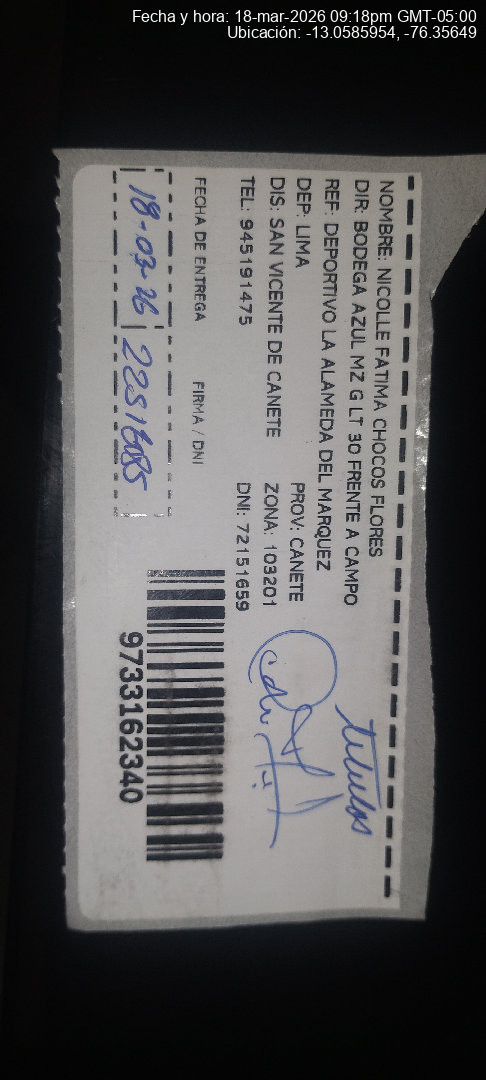 Fecha y hora: 18-mar-2026 09:18pm GMT-05:00
Ubicación: -13.0585954, -76.35649
NOMBRE: NICOLLE FATIMA CHOCOS FLORES
DIR: BODEGA AZUL MZ G LT 30 FRENTE A CAMPO
REF: DEPORTIVO LA ALAMEDA DEL MARQUEZ
DEP: LIMA PROV: CANETE
DIS: SAN VICENTE DE CANETE ZONA: 103201
TEL: 945191475 DNI: 72151659
FECHA DE ENTREGA FIRMA / DNI
18-03-26
titulos
9733162340